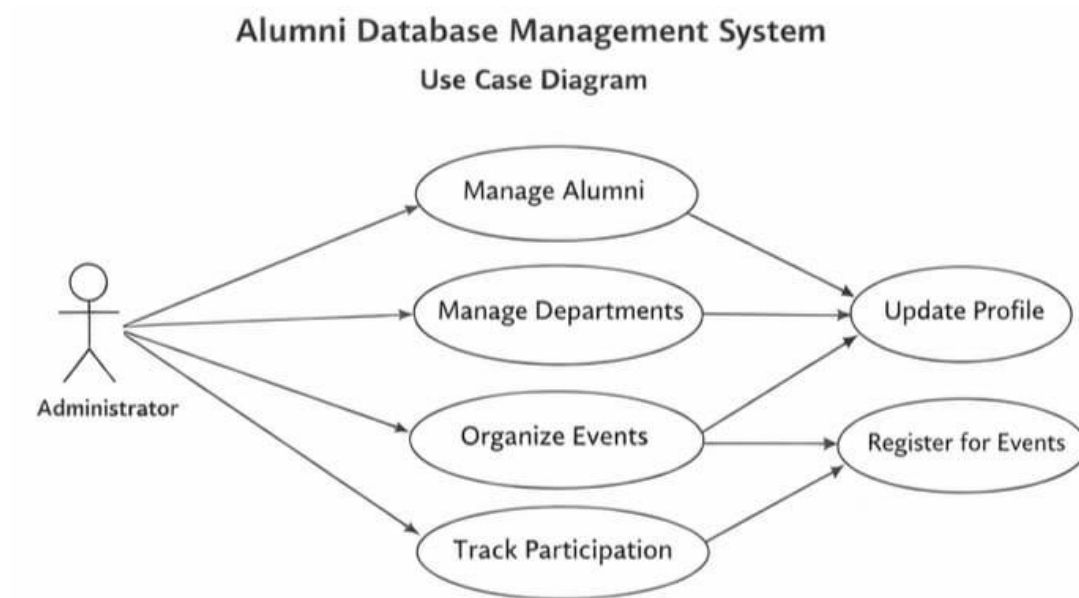 Alumni Database Management System
Use Case Diagram
Manage Alumni
Manage Departments
Update Profile
Administrator
Organize Events
Register for Events
Track Participation